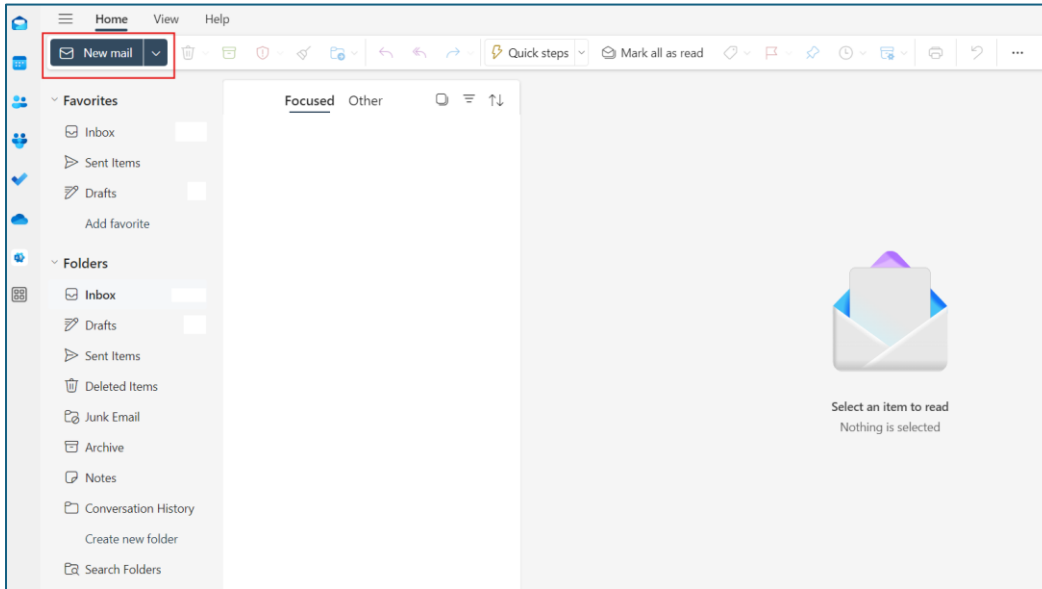 Home View Help
New mail Quick steps Mark all as read
Favorites
Inbox
Sent Items
Drafts
Add favorite
Folders
Inbox
Drafts
Sent Items
Deleted Items
Junk Email
Archive
Notes
Conversation History
Create new folder
Search Folders
Focused Other
Select an item to read
Nothing is selected